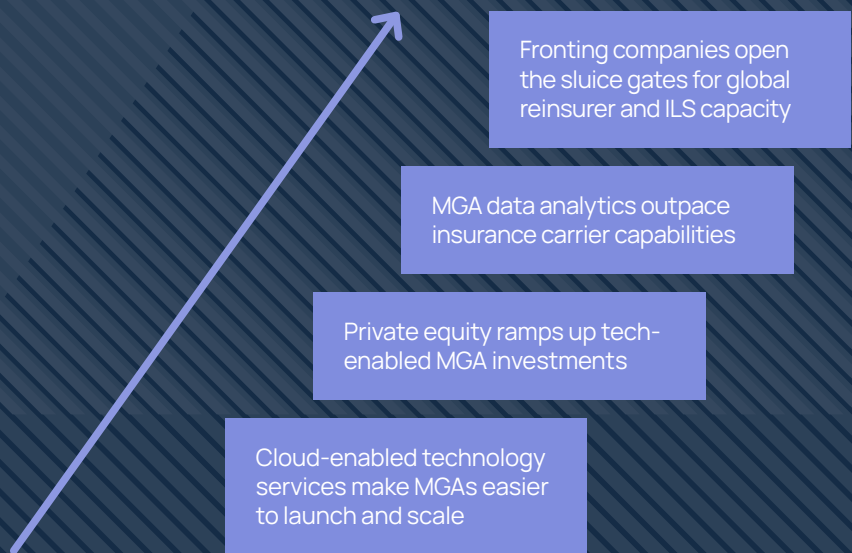 Fronting companies open
the sluice gates for global
reinsurer and ILS capacity
MGA data analytics outpace
insurance carrier capabilities
Private equity ramps up tech-
enabled MGA investments
Cloud-enabled technology
services make MGAs easier
to launch and scale